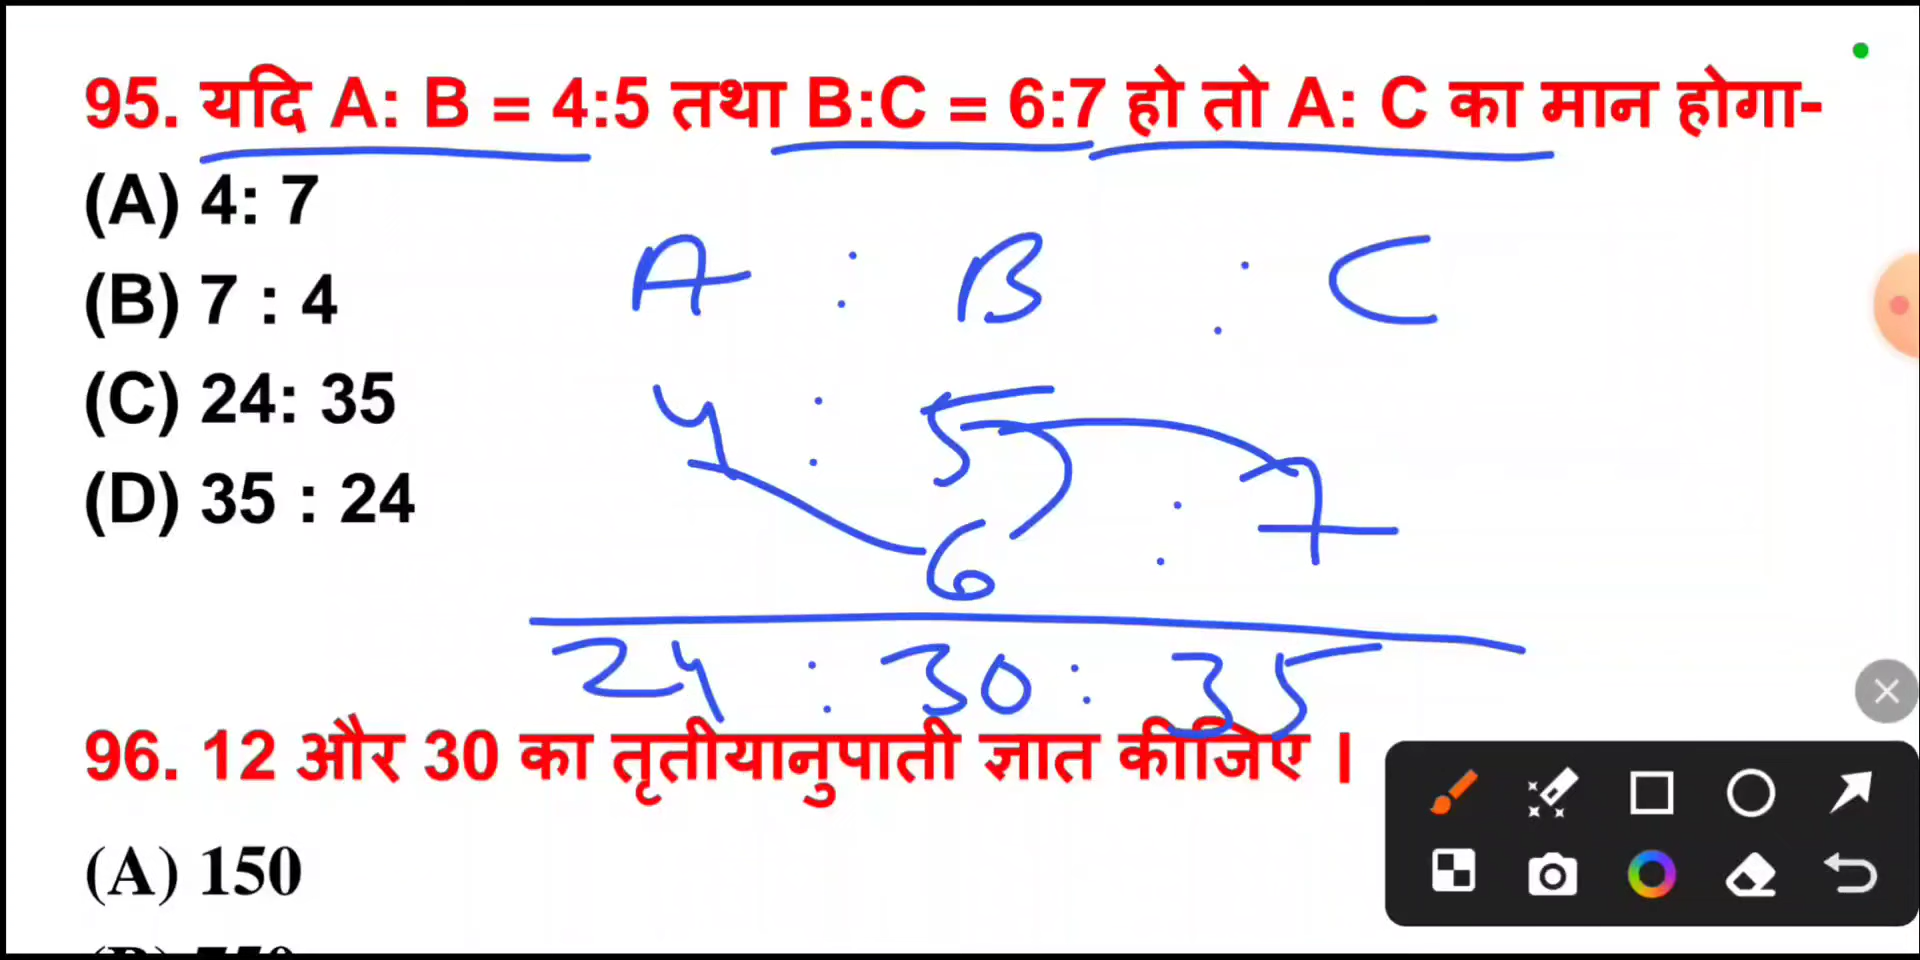 95. यदि A: B = 4:5 तथा B:C = 6:7 हो तो A: C का मान होगा-
(A) 4: 7
(B) 7 : 4
(C) 24: 35
(D) 35 : 24
A : B : C
4 : 5
6 : 7
24 : 30 : 35
96. 12 और 30 का तृतीयानुपाती ज्ञात कीजिए ।
(A) 150